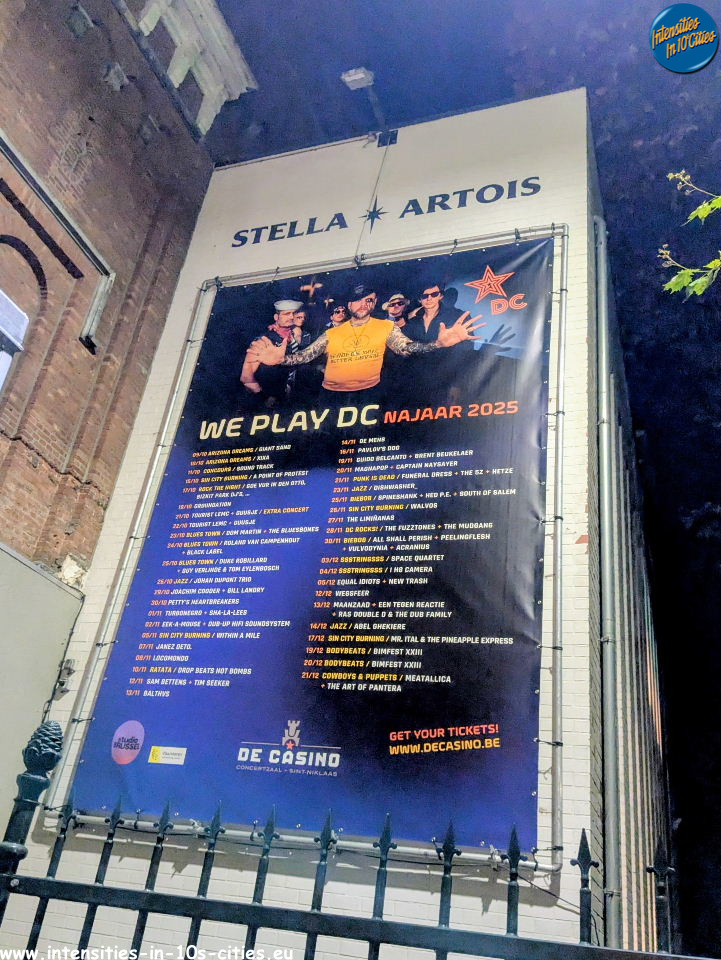 Intensities
In 10s Cities
STELLA ARTOIS
DC
WE PLAY DC NAJAAR 2025
09/10 ARIZONA DREAMS / GIANT SAND
10/10 ARIZONA DREAMS / XIXA
11/10 CONCOURS / SOUND TRACK
15/10 SIN CITY BURNING / A POINT OF PROTEST
17/10 ROCK THE NIGHT / COE VUR IN DEN OTTO,
BIZKIT PARK DJ'S, ...
18/10 GROUNDATION
21/10 TOURIST LEMC + GUUSJE / EXTRA CONCERT
22/10 TOURIST LEMC + GUUSJE
23/10 BLUES TOWN / DOM MARTIN + THE BLUESBONES
24/10 BLUES TOWN / ROLAND VAN CAMPENHOUT
+ BLACK LABEL
25/10 BLUES TOWN / DUKE ROBILLARD
+ GUY VERLINDE & TOM EYLENBOSCH
26/10 JAZZ / JOHAN DUPONT TRIO
29/10 JOACHIM COODER + GILL LANDRY
30/10 PETTY'S HEARTBREAKERS
01/11 TURBONEGRO + SHA-LA-LEES
02/11 EEK-A-MOUSE + DUB-UP HIFI SOUNDSYSTEM
05/11 SIN CITY BURNING / WITHIN A MILE
07/11 JANEZ DETD.
08/11 LOCOMONDO
10/11 RATATA / DROP BEATS NOT BOMBS
12/11 SAM BETTENS + TIM SEEKER
13/11 BALTHVS
14/11 DE MENS
15/11 PAVLOV'S DOG
19/11 GUIDO BELCANTO + BRENT BEUKELAER
20/11 MAGNAPOP + CAPTAIN NAYSAYER
21/11 PUNK IS DEAD / FUNERAL DRESS + THE SZ + HETZE
23/11 JAZZ / DISHWASHER_
25/11 BIEBOB / SPINESHANK + HED P.E. + SOUTH OF SALEM
26/11 SIN CITY BURNING / WALVOS
27/11 THE LIMIÑANAS
28/11 DC ROCKS! / THE FUZZTONES + THE MUDGANG
30/11 BIEBOB / ALL SHALL PERISH + PEELINGFLESH
+ VULVODYNIA + ACRANIUS
03/12 SSSTRINGSSS / SPACE QUARTET
04/12 SSSTRINGSSS / I H8 CAMERA
05/12 EQUAL IDIOTS + NEW TRASH
12/12 WEGSFEER
13/12 MAANZAAD + EEN TEGEN REACTIE
+ RAS DOUBLE D & THE DUB FAMILY
14/12 JAZZ / ABEL GHEKIERE
17/12 SIN CITY BURNING / MR. ITAL & THE PINEAPPLE EXPRESS
19/12 BODYBEATS / BIMFEST XXIII
20/12 BODYBEATS / BIMFEST XXIII
21/12 COWBOYS & PUPPETS / MEATALLICA
+ THE ART OF PANTERA
studio
BRUSSEL
DE CASINO
CONCERTZAAL - SINT-NIKLAAS
GET YOUR TICKETS!
WWW.DECASINO.BE
www.intensities-in-10s-cities.eu